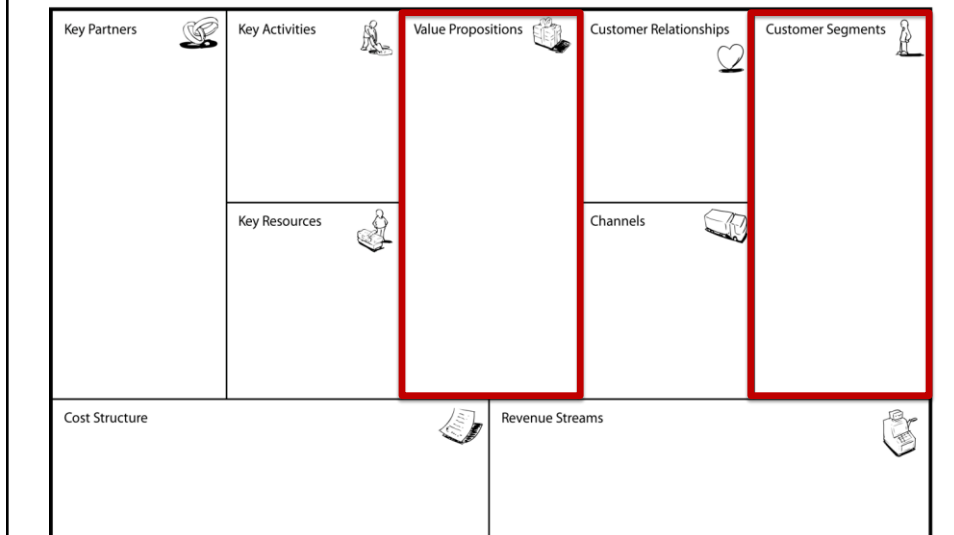 Key Partners
Key Activities
Value Propositions
Customer Relationships
Customer Segments
Key Resources
Channels
Cost Structure
Revenue Streams